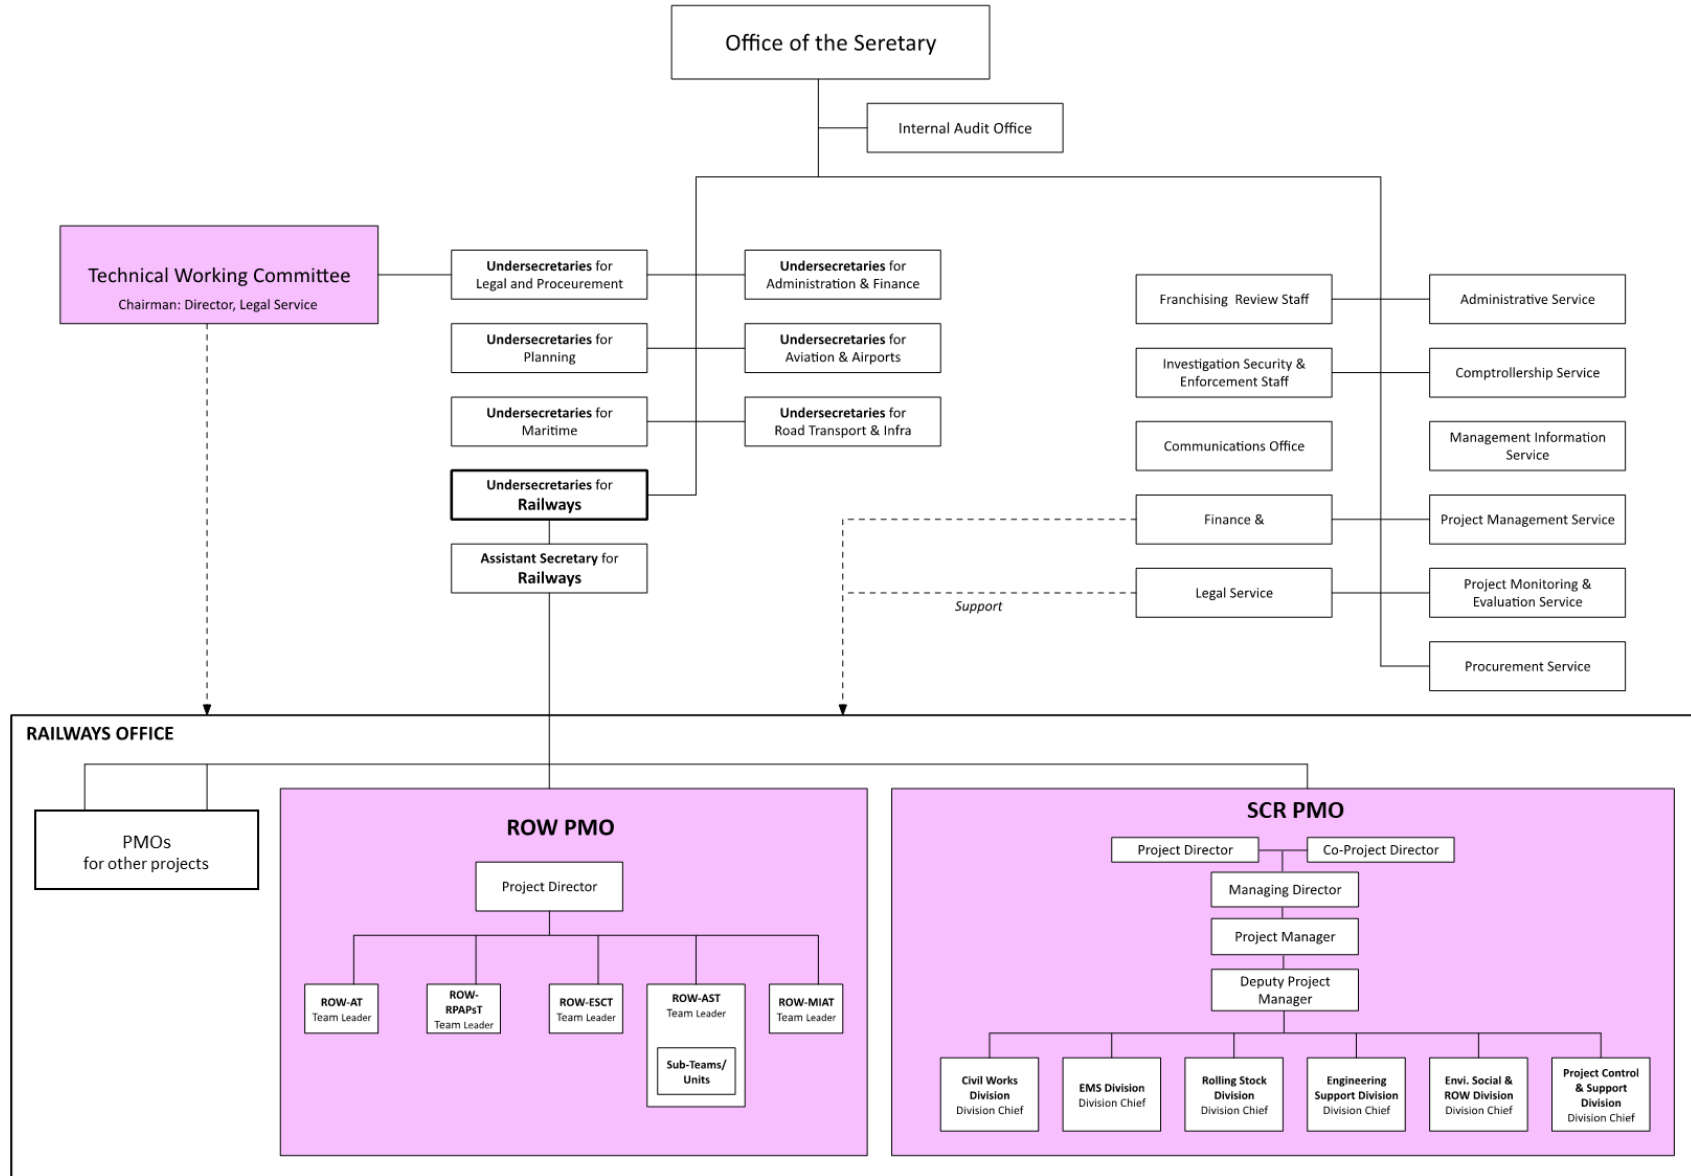 Office of the Seretary
Internal Audit Office
Technical Working Committee
Chairman: Director, Legal Service
Undersecretaries for
Legal and Proceurement
Undersecretaries for
Administration & Finance
Undersecretaries for
Planning
Undersecretaries for
Aviation & Airports
Undersecretaries for
Maritime
Undersecretaries for
Road Transport & Infra
Undersecretaries for
Railways
Assistant Secretary for
Railways
Franchising Review Staff
Administrative Service
Investigation Security &
Enforcement Staff
Comptrollership Service
Communications Office
Management Information
Service
Finance &
Project Management Service
Legal Service
Project Monitoring &
Evaluation Service
Support
Procurement Service
RAILWAYS OFFICE
PMOs
for other projects
ROW PMO
Project Director
ROW-AT
Team Leader
ROW-
RPAPsT
Team Leader
ROW-ESCT
Team Leader
ROW-AST
Team Leader
Sub-Teams/
Units
ROW-MIAT
Team Leader
SCR PMO
Project Director
Co-Project Director
Managing Director
Project Manager
Deputy Project
Manager
Civil Works
Division
Division Chief
EMS Division
Division Chief
Rolling Stock
Division
Division Chief
Engineering
Support Division
Division Chief
Envi. Social &
ROW Division
Division Chief
Project Control
& Support
Division
Division Chief